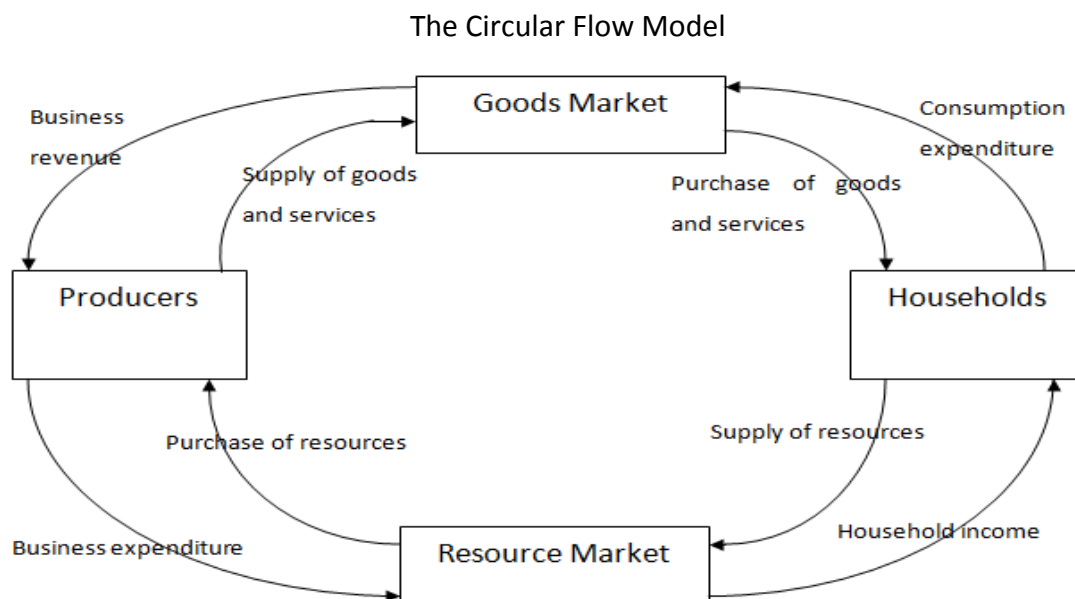 The Circular Flow Model
Goods Market
Business
revenue
Consumption
expenditure
Supply of goods
and services
Purchase of goods
and services
Producers
Households
Purchase of resources
Supply of resources
Business expenditure
Household income
Resource Market